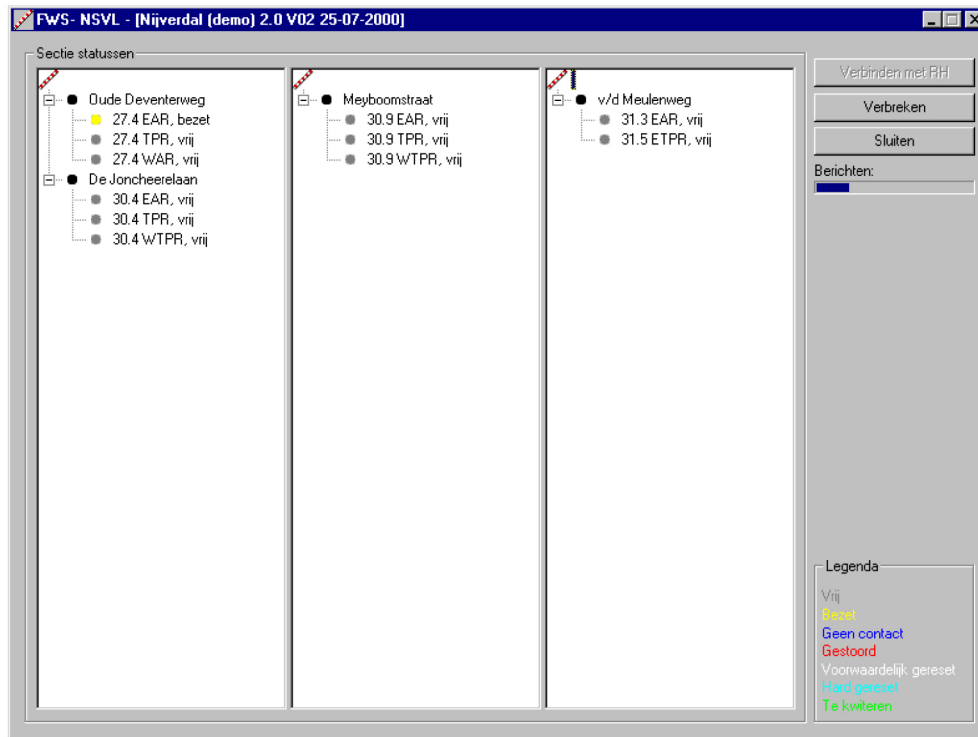 FWS- NSVL - [Nijverdal (demo) 2.0 V02 25-07-2000]
Sectie statussen
Oude Deventerweg
27.4 EAR, bezet
27.4 TPR, vrij
27.4 WAR, vrij
De Joncheerelaan
30.4 EAR, vrij
30.4 TPR, vrij
30.4 WTPR, vrij
Meyboomstraat
30.9 EAR, vrij
30.9 TPR, vrij
30.9 WTPR, vrij
v/d Meulenweg
31.3 EAR, vrij
31.5 ETPR, vrij
Verbinden met RH
Verbreken
Sluiten
Berichten:
Legenda
Vrij
Bezet
Geen contact
Gestoord
Voorwaardelijk gereset
Hard gereset
Te kwiteren